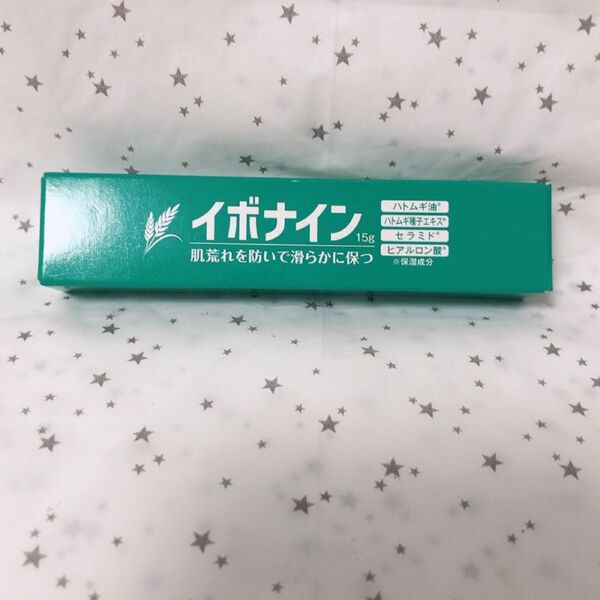 イボナイン 15g
肌荒れを防いで滑らかに保つ
ハトムギ油※
ハトムギ種子エキス※
セラミド※
ヒアルロン酸※
※保湿成分